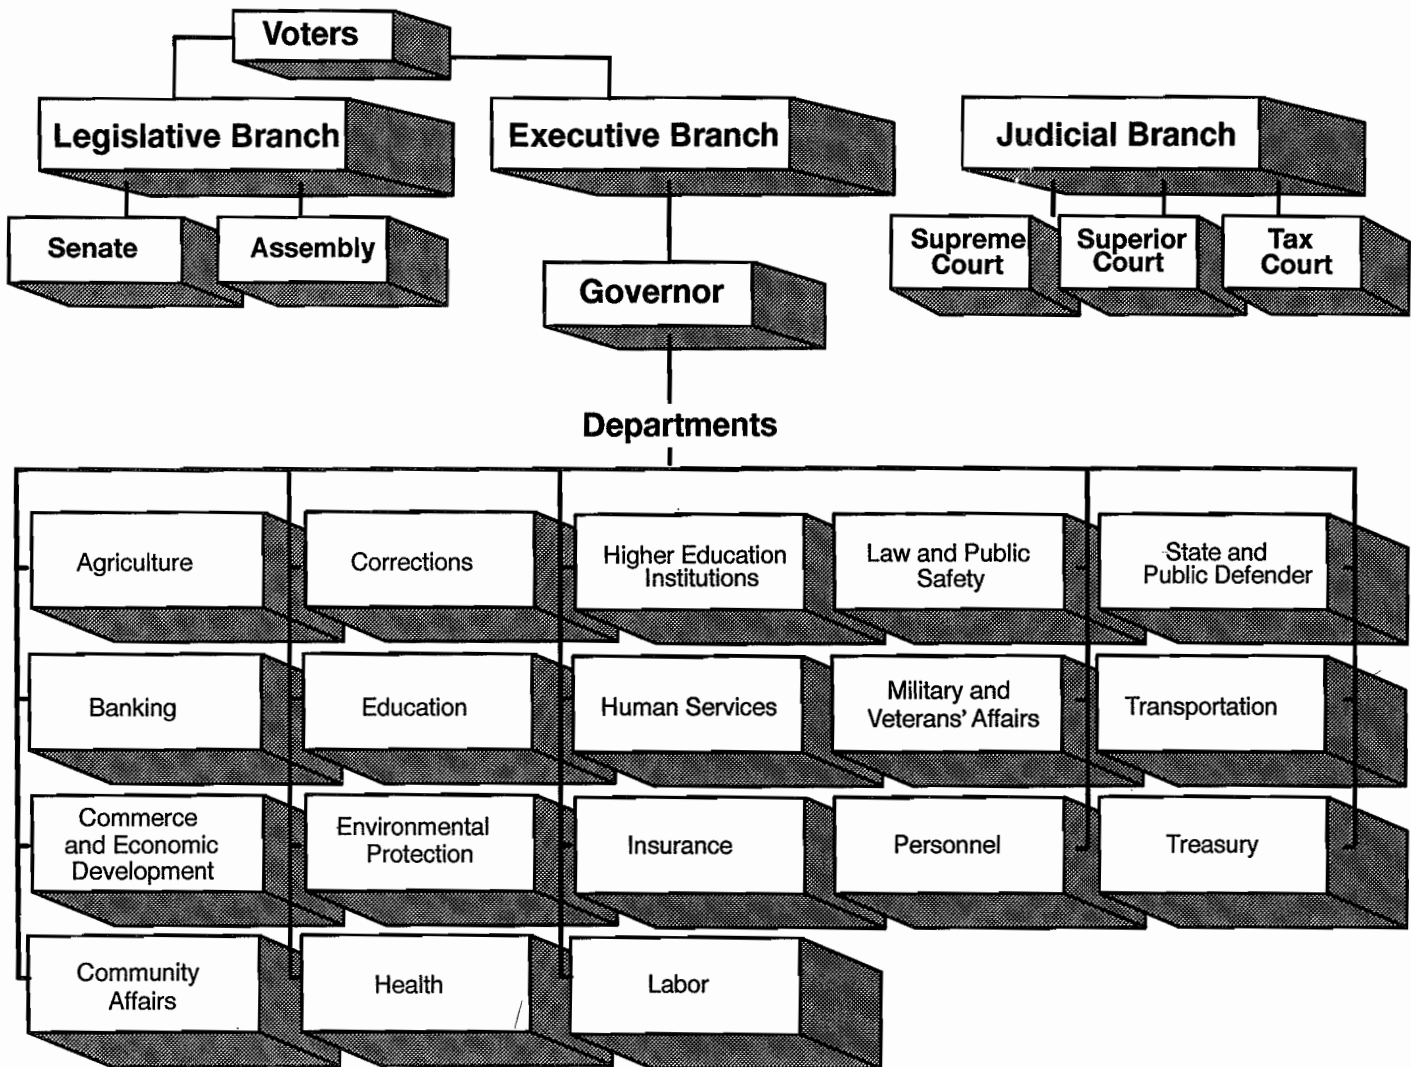 Voters
Legislative Branch
Executive Branch
Judicial Branch
Senate
Assembly
Governor
Supreme
Court
Superior
Court
Tax
Court
Departments
Agriculture
Corrections
Higher Education
Institutions
Law and Public
Safety
State and
Public Defender
Banking
Education
Human Services
Military and
Veterans' Affairs
Transportation
Commerce
and Economic
Development
Environmental
Protection
Insurance
Personnel
Treasury
Community
Affairs
Health
Labor